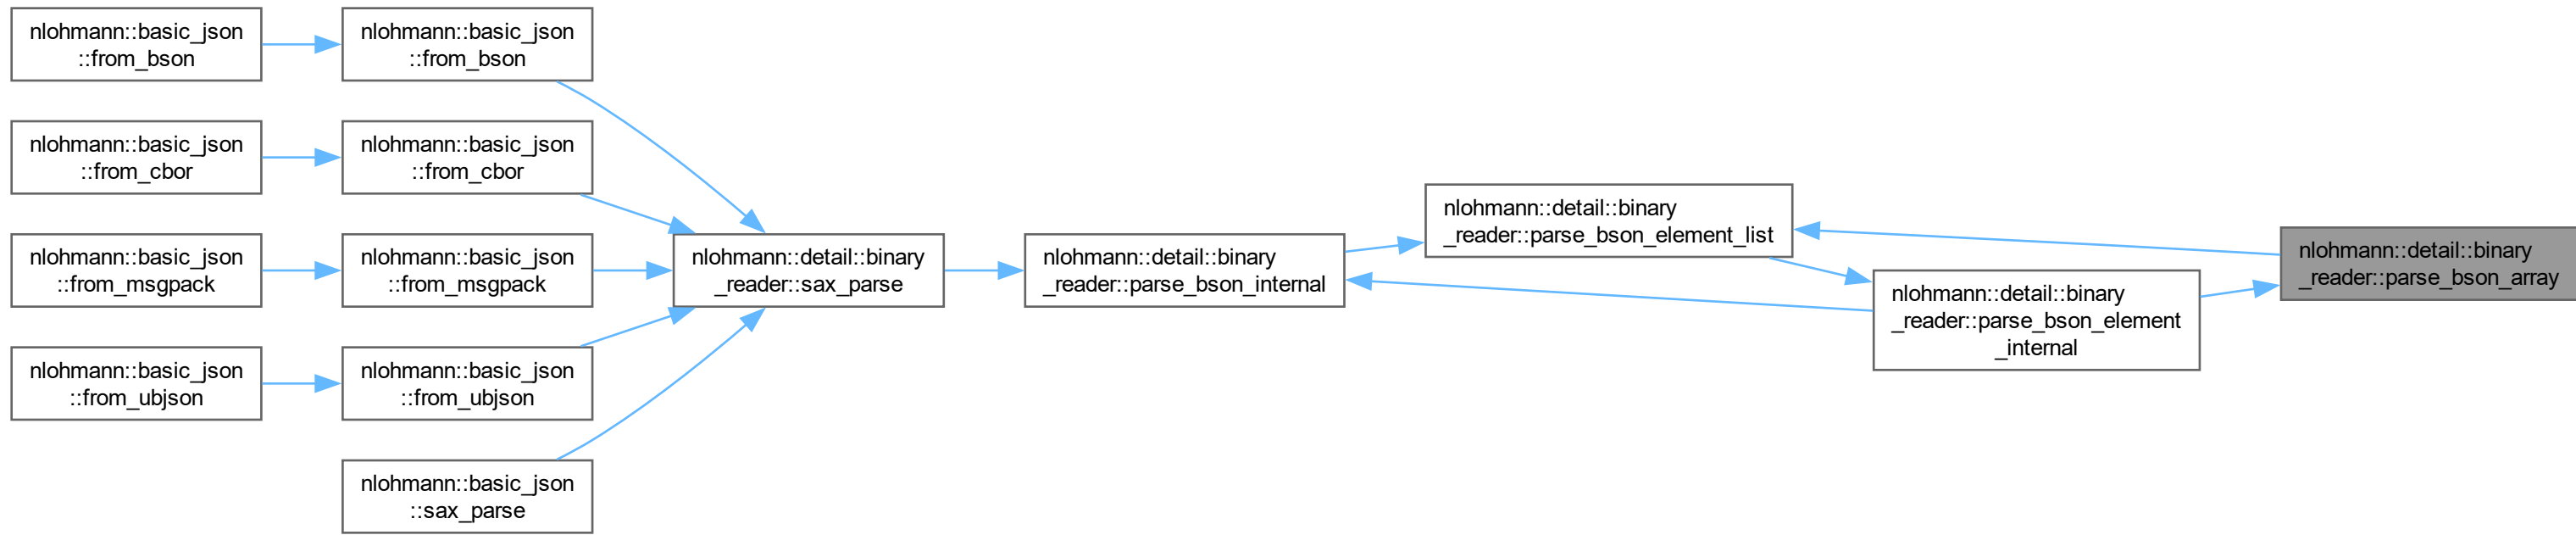 nlohmann::basic_json
::from_bson
nlohmann::basic_json
::from_bson
nlohmann::basic_json
::from_cbor
nlohmann::basic_json
::from_cbor
nlohmann::basic_json
::from_msgpack
nlohmann::basic_json
::from_msgpack
nlohmann::basic_json
::from_ubjson
nlohmann::basic_json
::from_ubjson
nlohmann::basic_json
::sax_parse
nlohmann::detail::binary
_reader::sax_parse
nlohmann::detail::binary
_reader::parse_bson_internal
nlohmann::detail::binary
_reader::parse_bson_element_list
nlohmann::detail::binary
_reader::parse_bson_element
_internal
nlohmann::detail::binary
_reader::parse_bson_array